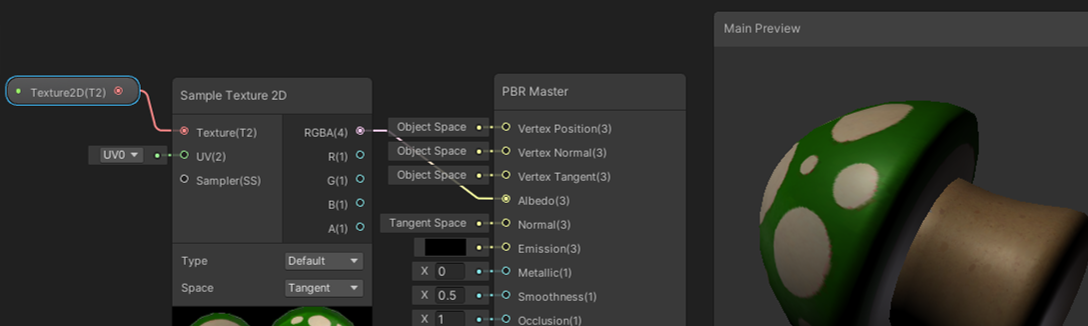 Main Preview
Texture2D(T2)
Sample Texture 2D
Texture(T2)
UV0
UV(2)
Sampler(SS)
RGBA(4)
R(1)
G(1)
B(1)
A(1)
Type
Default
Space
Tangent
PBR Master
Object Space
Vertex Position(3)
Object Space
Vertex Normal(3)
Object Space
Vertex Tangent(3)
Albedo(3)
Tangent Space
Normal(3)
Emission(3)
X 0
Metallic(1)
X 0.5
Smoothness(1)
X 1
Occlusion(1)